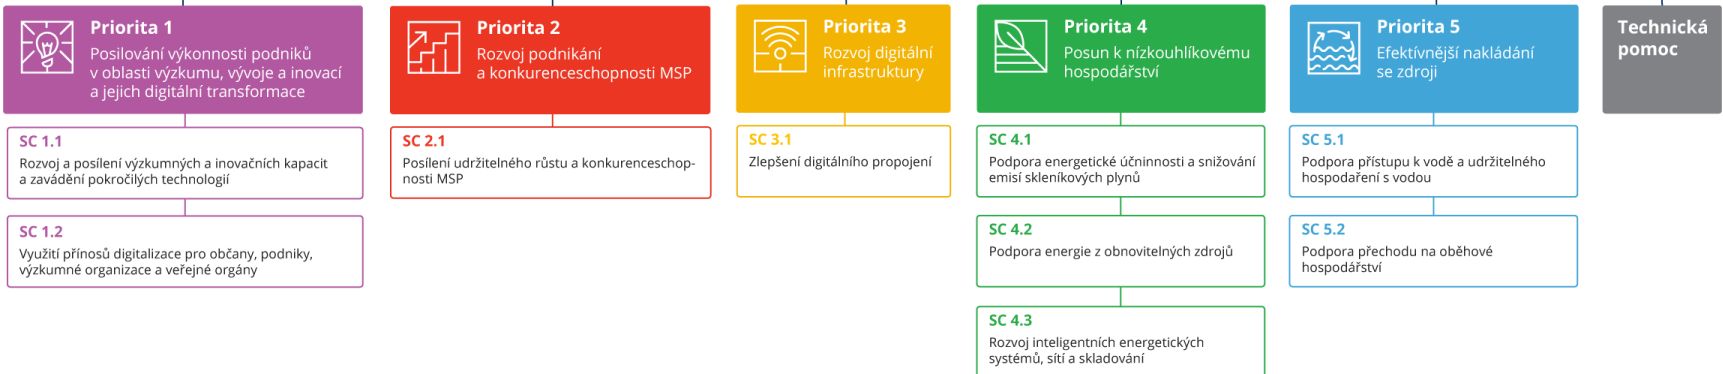 Priorita 1
Posilování výkonnosti podniků
v oblasti výzkumu, vývoje a inovací
a jejich digitální transformace
SC 1.1
Rozvoj a posílení výzkumných a inovačních kapacit
a zavádění pokročilých technologií
SC 1.2
Využití přínosů digitalizace pro občany, podniky,
výzkumné organizace a veřejné orgány
Priorita 2
Rozvoj podnikání
a konkurenceschopnosti MSP
SC 2.1
Posílení udržitelného růstu a konkurenceschop-
nosti MSP
Priorita 3
Rozvoj digitální
infrastruktury
SC 3.1
Zlepšení digitálního propojení
Priorita 4
Posun k nízkouhlíkovému
hospodářství
SC 4.1
Podpora energetické účninnosti a snižování
emisí skleníkových plynů
SC 4.2
Podpora energie z obnovitelných zdrojů
SC 4.3
Rozvoj inteligentních energetických
systémů, sítí a skladování
Priorita 5
Efektívnější nakládání
se zdroji
SC 5.1
Podpora přístupu k vodě a udržitelného
hospodaření s vodou
SC 5.2
Podpora přechodu na oběhové
hospodářství
Technická
pomoc